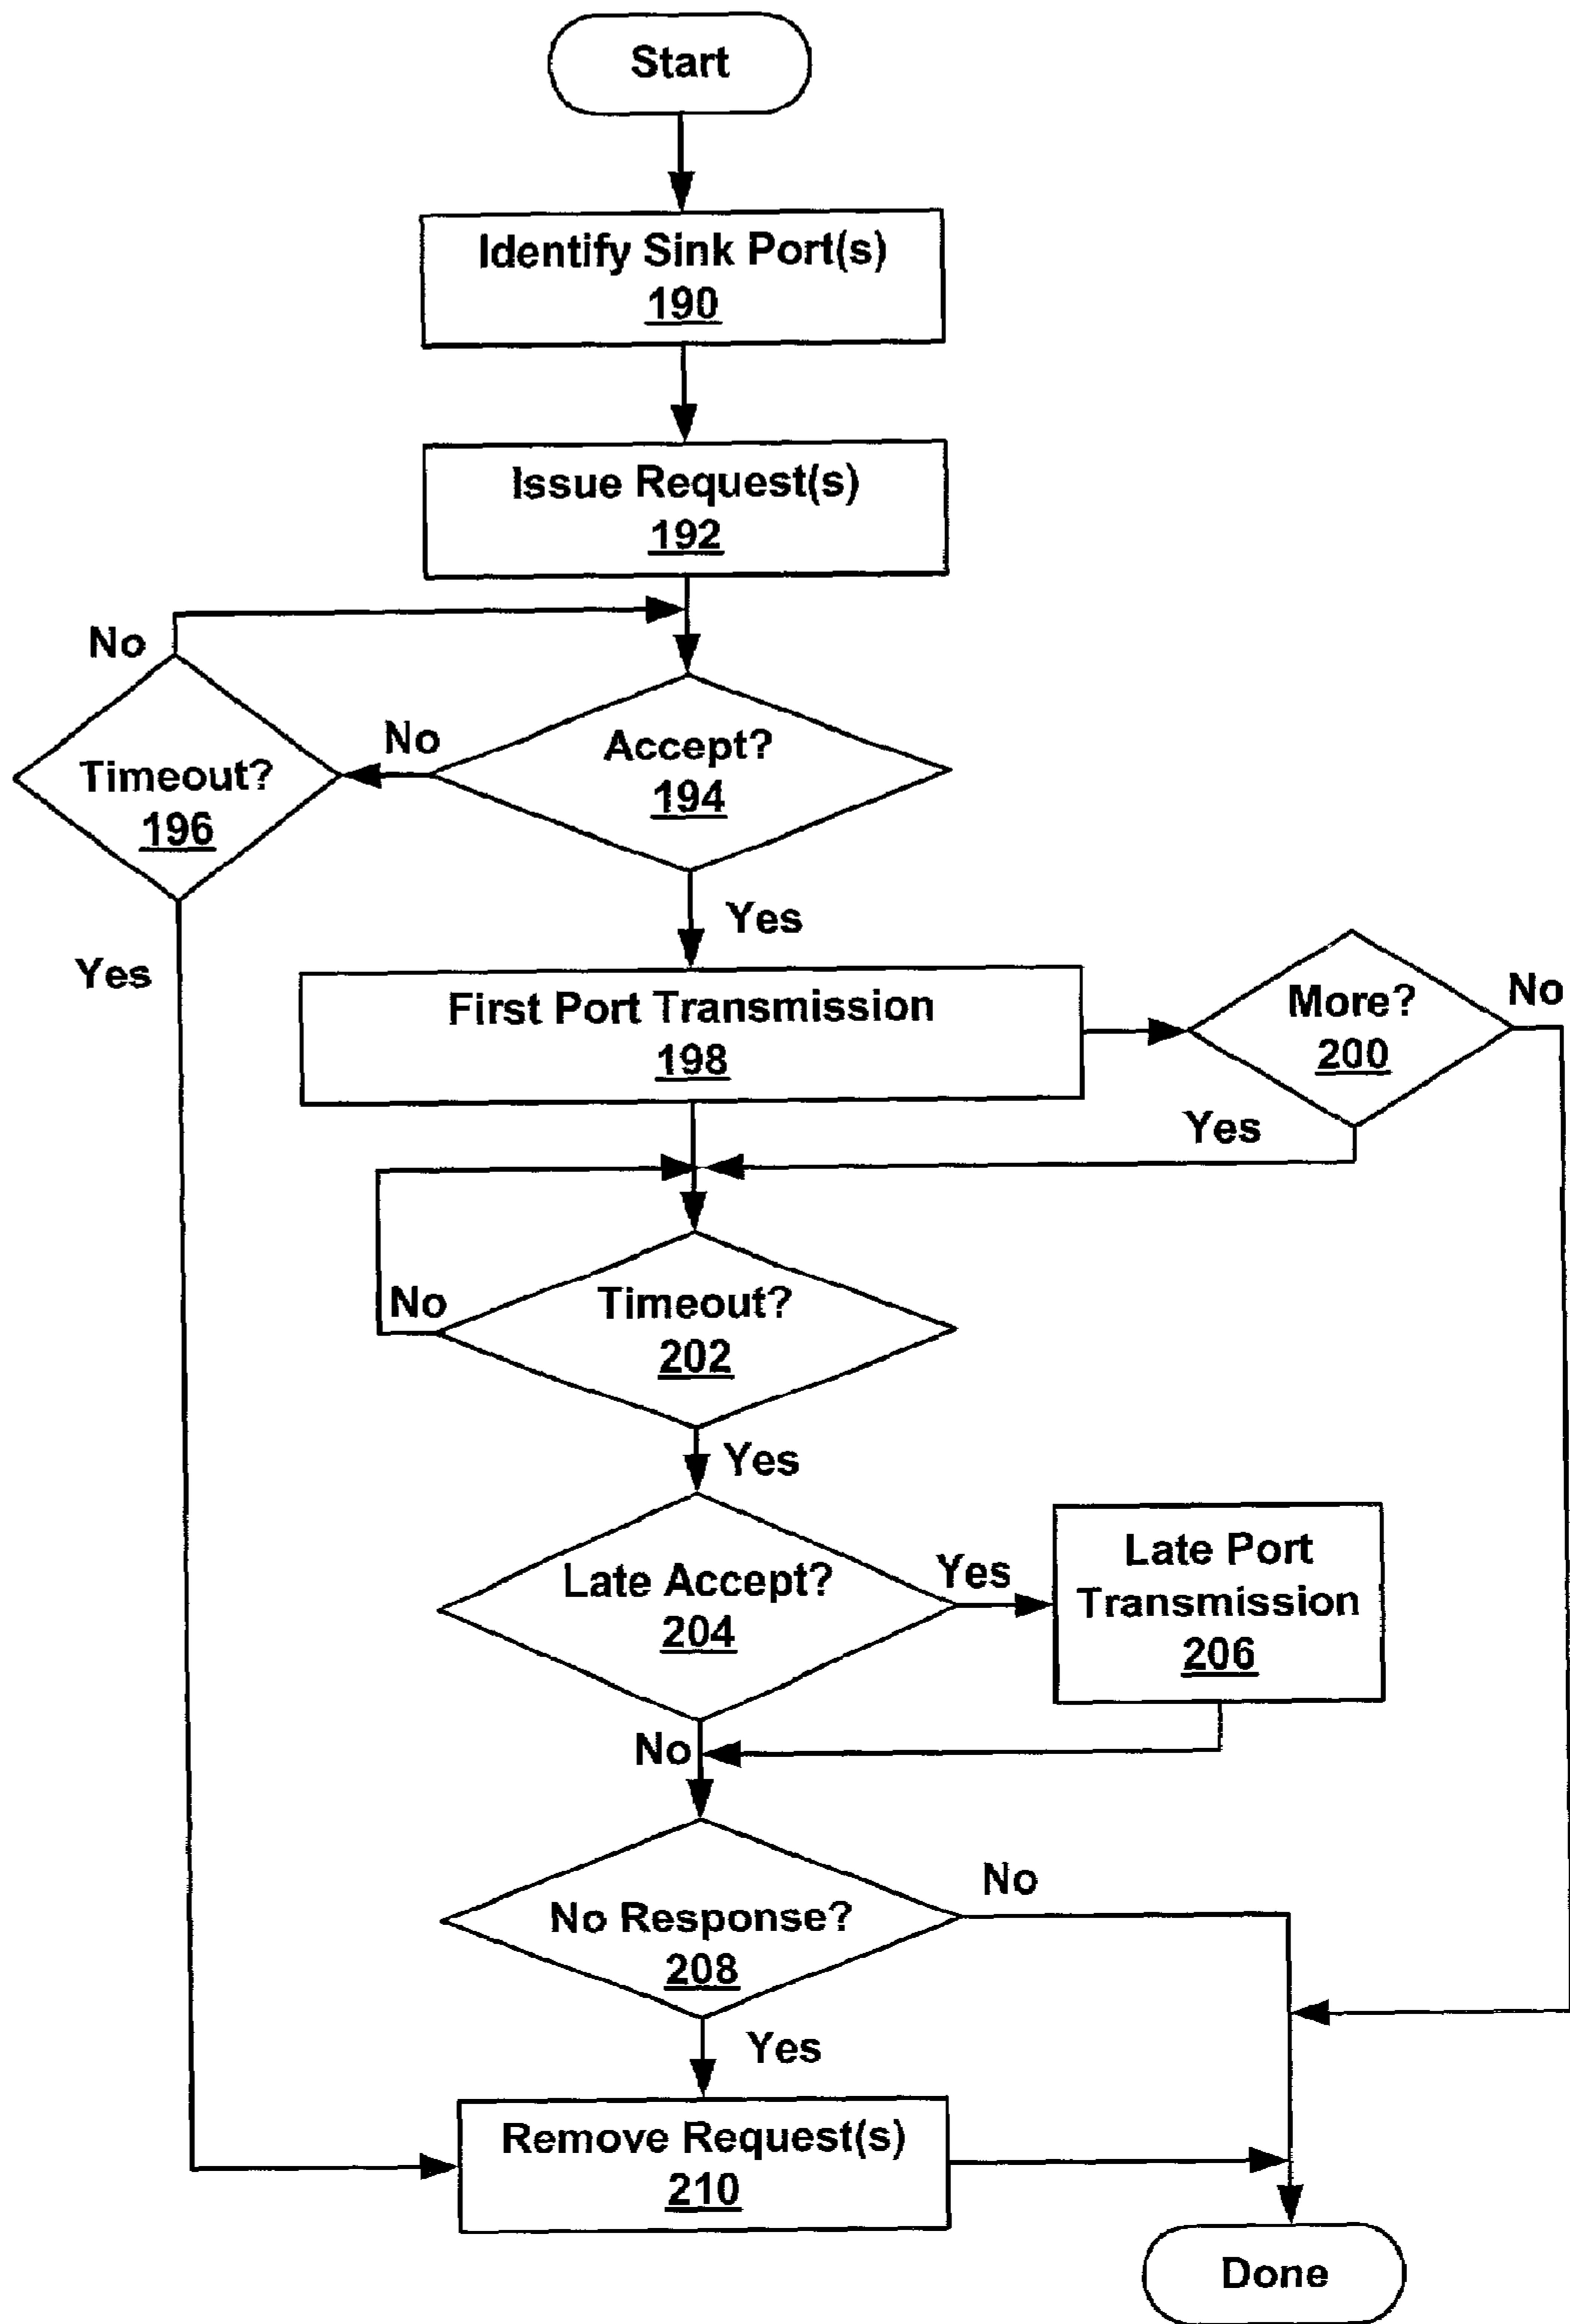 Start
Identify Sink Port(s)
190
Issue Request(s)
192
No
No
Accept?
194
Timeout?
196
Yes
Yes
First Port Transmission
198
More?
200
No
Yes
No
Timeout?
202
Yes
Late Accept?
204
Yes
Late Port
Transmission
206
No
No Response?
208
No
Yes
Remove Request(s)
210
Done